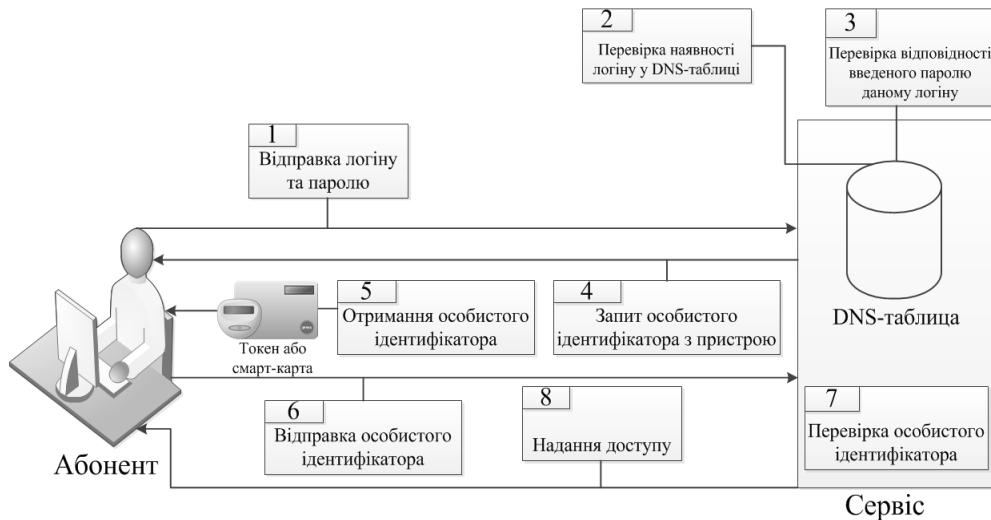 1
Відправка логіну
та паролю
2
Перевірка наявності
логіну у DNS-таблиці
3
Перевірка відповідності
введеного паролю
даному логіну
DNS-таблица
4
Запит особистого
ідентифікатора з пристрою
5
Отримання особистого
ідентифікатора
Токен або
смарт-карта
6
Відправка особистого
ідентифікатора
7
Перевірка особистого
ідентифікатора
8
Надання доступу
Абонент
Сервіс